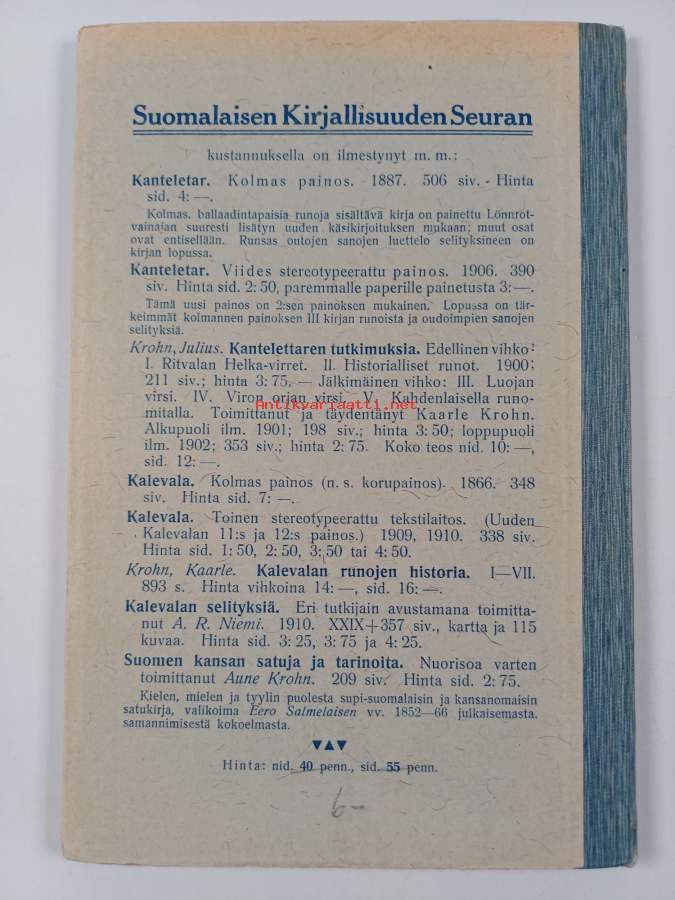 Suomalaisen Kirjallisuuden Seuran
kustannuksella on ilmestynyt m. m.:
Kanteletar. Kolmas painos. 1887. 506 siv. - Hinta
sid. 4: —.
Kolmas. ballaadintapaisia runoja sisältävä kirja on painettu Lönnrot-
vainajan suuresti lisätyn uuden käsikirjoituksen mukaan; muut osat
ovat entisellään. Runsas outojen sanojen luettelo selityksineen on
kirjan lopussa.
Kanteletar. Viides stereotypeerattu painos. 1906. 390
siv. Hinta sid. 2: 50, paremmalle paperille painetusta 3: —.
Tämä uusi painos on 2:sen painoksen mukainen. Lopussa on tär-
keimmät kolmannen painoksen III kirjan runoista ja oudoimpien sanojen
selityksiä.
Krohn, Julius. Kantelettaren tutkimuksia. Edellinen vihko:
I. Ritvalan Helka-virret. II. Historialliset runot. 1900;
211 siv.; hinta 3: 75. — Jälkimäinen vihko: III. Luojan
virsi. IV. Viron orjan virsi. V. Kahdenlaisella runo-
mitalla. Toimittanut ja täydentänyt Kaarle Krohn.
Alkupuoli ilm. 1901; 198 siv.; hinta 3: 50; loppupuoli
ilm. 1902; 353 siv.; hinta 2: 75. Koko teos nid. 10: —,
sid. 12: —.
Kalevala. Kolmas painos (n. s. korupainos). 1866. 348
siv. Hinta sid. 7: —.
Kalevala. Toinen stereotypeerattu tekstilaitos. (Uuden
Kalevalan 11:s ja 12:s painos.) 1909, 1910. 338 siv.
Hinta sid. 1: 50, 2: 50, 3: 50 tai 4: 50.
Krohn, Kaarle. Kalevalan runojen historia. I—VII.
893 s. Hinta vihkoina 14: —, sid. 16: —.
Kalevalan selityksiä. Eri tutkijain avustamana toimitta-
nut A. R. Niemi. 1910. XXIX+357 siv., kartta ja 115
kuvaa. Hinta sid. 3: 25, 3: 75 ja 4: 25.
Suomen kansan satuja ja tarinoita. Nuorisoa varten
toimittanut Aune Krohn. 209 siv. Hinta sid. 2: 75.
Kielen, mielen ja tyylin puolesta supi-suomalaisin ja kansanomaisin
satukirja, valikoima Eero Salmelaisen vv. 1852—66 julkaisemasta.
samannimisestä kokoelmasta.
Hinta: nid. 40 penn., sid. 55 penn.
6-
Antikvariaatti.net